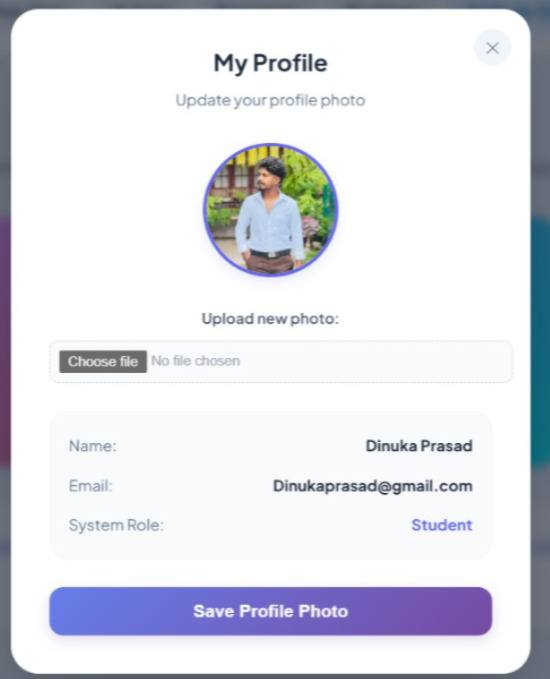 My Profile
Update your profile photo
Upload new photo:
Choose file No file chosen
Name: Dinuka Prasad
Email: Dinukaprasad@gmail.com
System Role: Student
Save Profile Photo